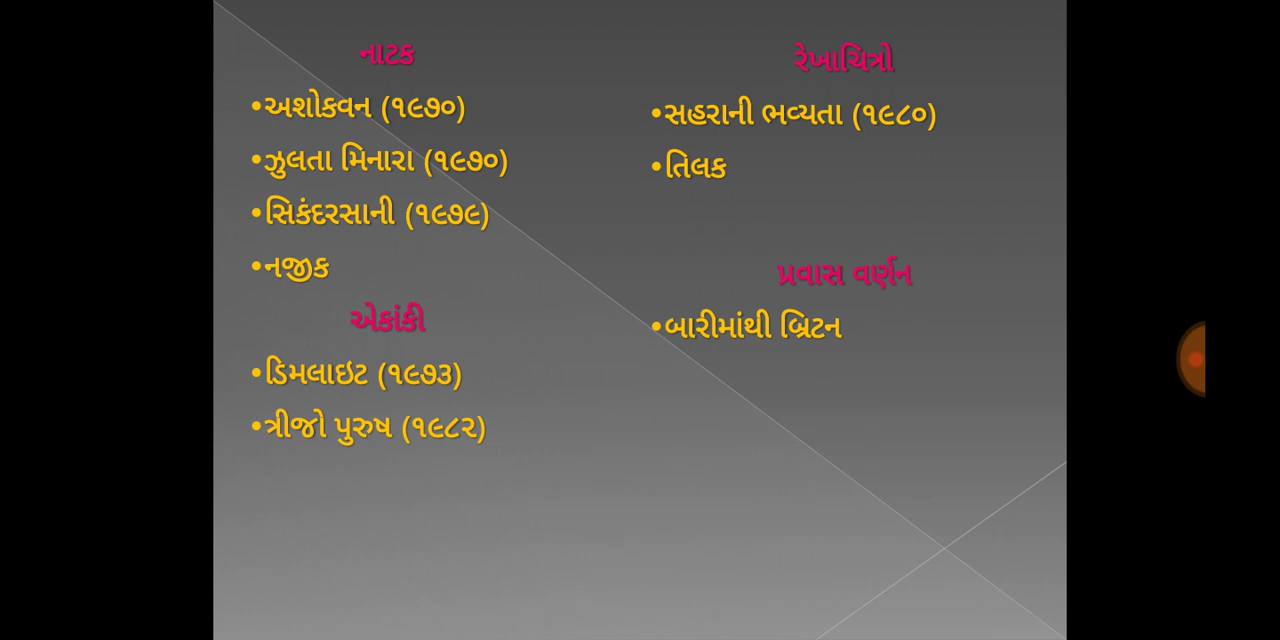 નાટક
•અશોકવન (૧૯૭૦)
•ઝુલતા મિનારા (૧૯૭૦)
•સિકંદરસાની (૧૯૭૯)
•નજીક
એકાંકી
•ડિમલાઇટ (૧૯૭૩)
•ત્રીજો પુરુષ (૧૯૮૨)
રેખાચિત્રો
•સહરાની ભવ્યતા (૧૯૮૦)
•તિલક
પ્રવાસ વર્ણન
•બારીમાંથી બ્રિટન